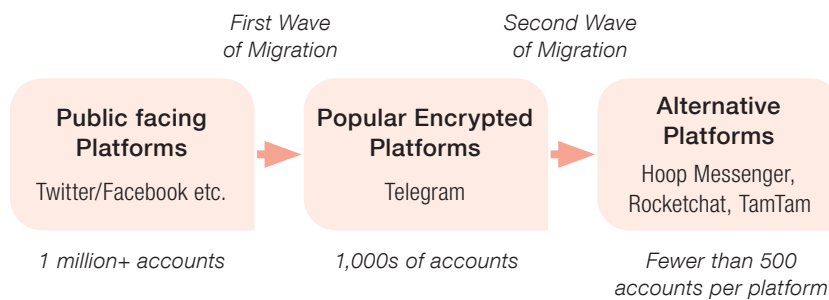 First Wave
of Migration
Second Wave
of Migration
Public facing
Platforms
Twitter/Facebook etc.
Popular Encrypted
Platforms
Telegram
Alternative
Platforms
Hoop Messenger,
Rocketchat, TamTam
1 million+ accounts
1,000s of accounts
Fewer than 500
accounts per platform